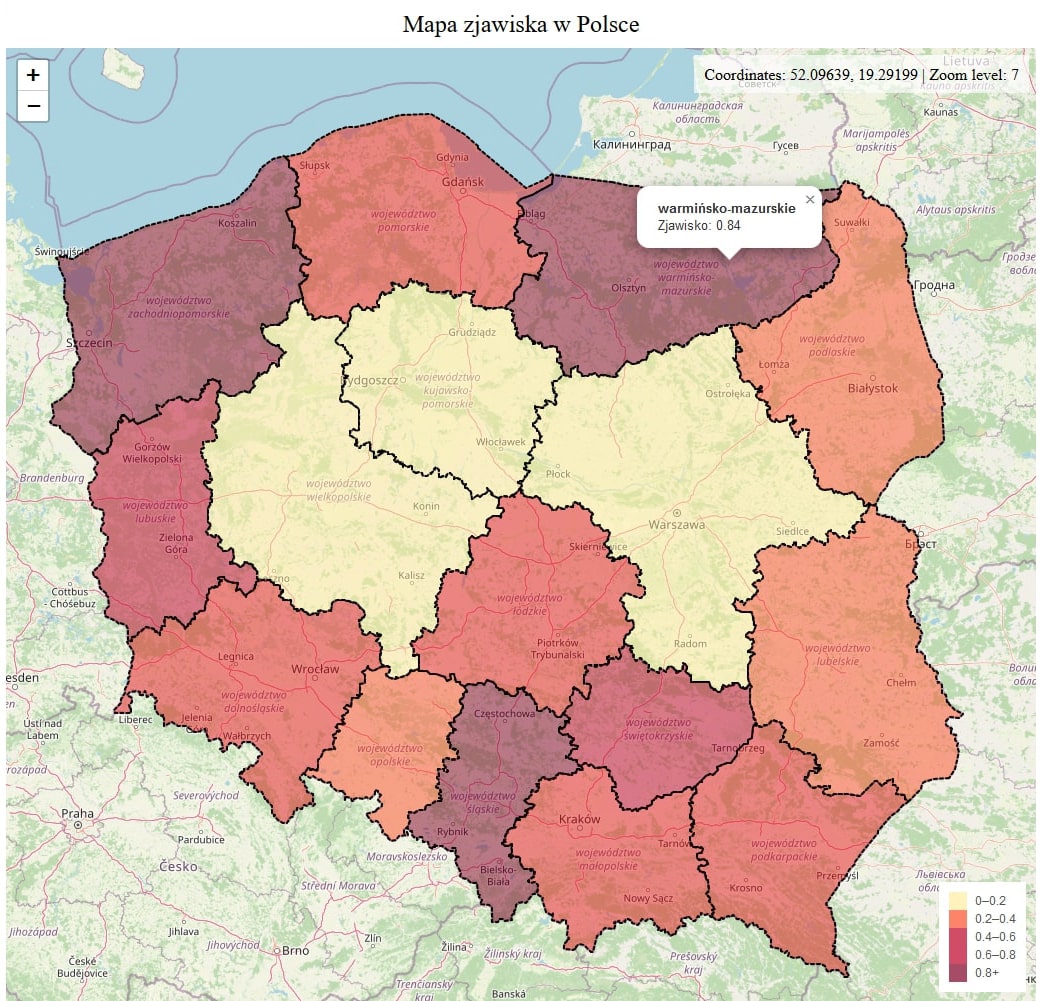 Mapa zjawiska w Polsce
+
−
Coordinates: 52.09639, 19.29199 | Zoom level: 7
Lietuva
Kaunas
Калининградская
область
Marijampolės
apskritis
Калининград
Гусев
Gdynia
Słupsk
Gdańsk
województwo
pomorskie
Koszalin
Świnoujście
warmińsko-mazurskie
×
Zjawisko: 0.84
Alytaus apskritis
Suwałki
województwo
warmińsko-
mazurskie
Olsztyn
Гродна
województwo
zachodniopomorskie
Szczecin
Grudziądz
województwo
podlaskie
Łomża
Białystok
Bydgoszcz
województwo
kujawsko-
pomorskie
Ostrołęka
Włocławek
Gorzów
Wielkopolski
Płock
Brandenburg
województwo
wielkopolskie
Konin
województwo
lubuskie
Warszawa
Siedlce
Zielona
Góra
Skierniewice
Брэст
Kalisz
Cottbus
- Chóśebuz
województwo
łódzkie
Piotrków
Trybunalski
Radom
województwo
lubelskie
Legnica
Wrocław
Chełm
województwo
dolnośląskie
Jelenia
Liberec
Ústí nad
Labem
Wałbrzych
Częstochowa
województwo
świętokrzyskie
Tarnobrzeg
Zamość
województwo
opolskie
województwo
śląskie
Severovýchod
Praha
Pardubice
Rybnik
Kraków
Tarnów
województwo
małopolskie
województwo
podkarpackie
Moravskoslezsko
Česko
Bielsko-
Biała
Przemyśl
Львівська
Střední Morava
Krosno
Nowy Sącz
Jihozápad
Jihlava
Jihovýchod
Brno
Zlín
Žilina
Žilinský kraj
Prešovský
kraj
České
Budějovice
Trenčiansky
kraj
Banská
0–0.2
0.2–0.4
0.4–0.6
0.6–0.8
0.8+